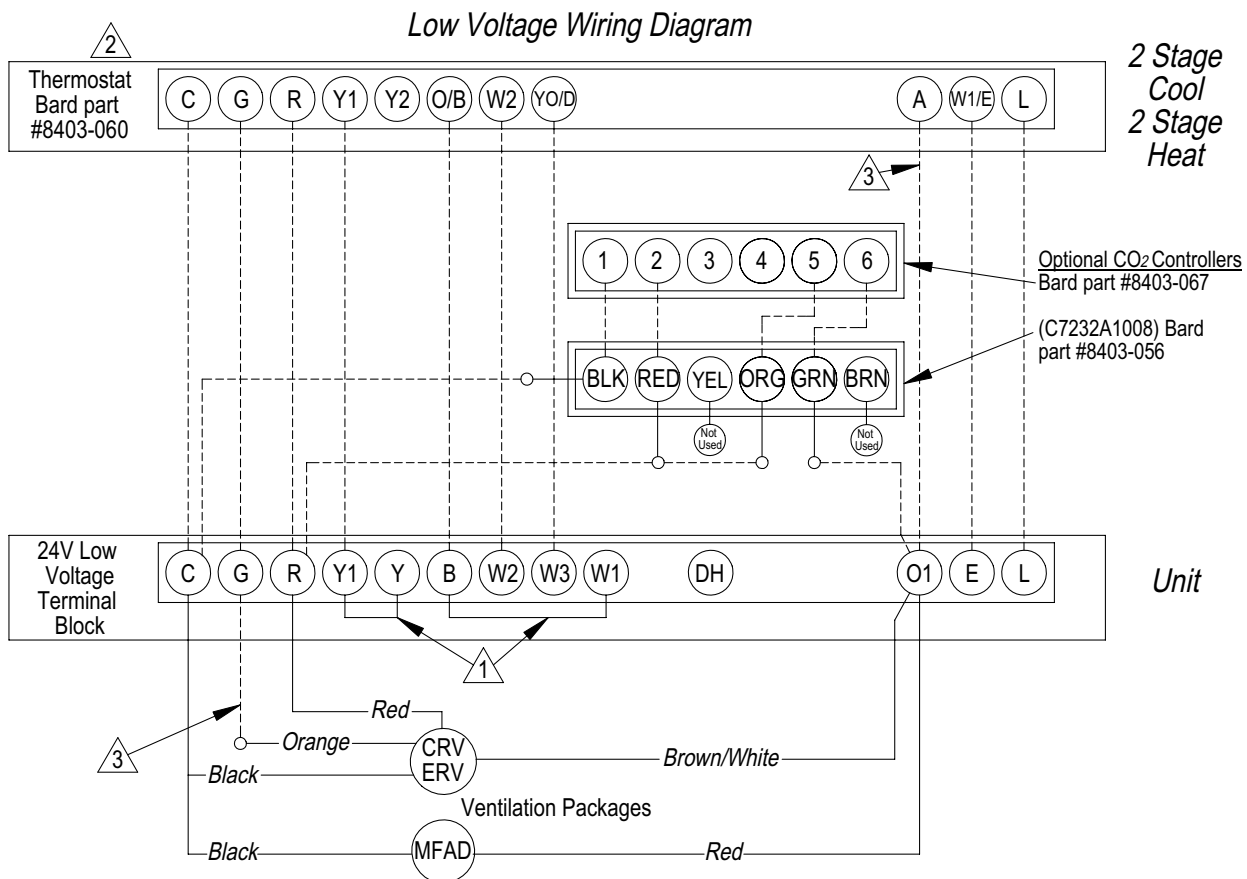 Low Voltage Wiring Diagram
2
Thermostat
Bard part
#8403-060
C G R Y1 Y2 O/B W2 YO/D A W1/E L
2 Stage
Cool
2 Stage
Heat
3
1 2 3 4 5 6
Optional CO2 Controllers
Bard part #8403-067
(C7232A1008) Bard
part #8403-056
BLK RED YEL ORG GRN BRN
Not
Used
Not
Used
24V Low
Voltage
Terminal
Block
C G R Y1 Y B W2 W3 W1 DH O1 E L
Unit
1
3
Red
Orange
CRV
ERV
Brown/White
Black
Ventilation Packages
Black
MFAD
Red